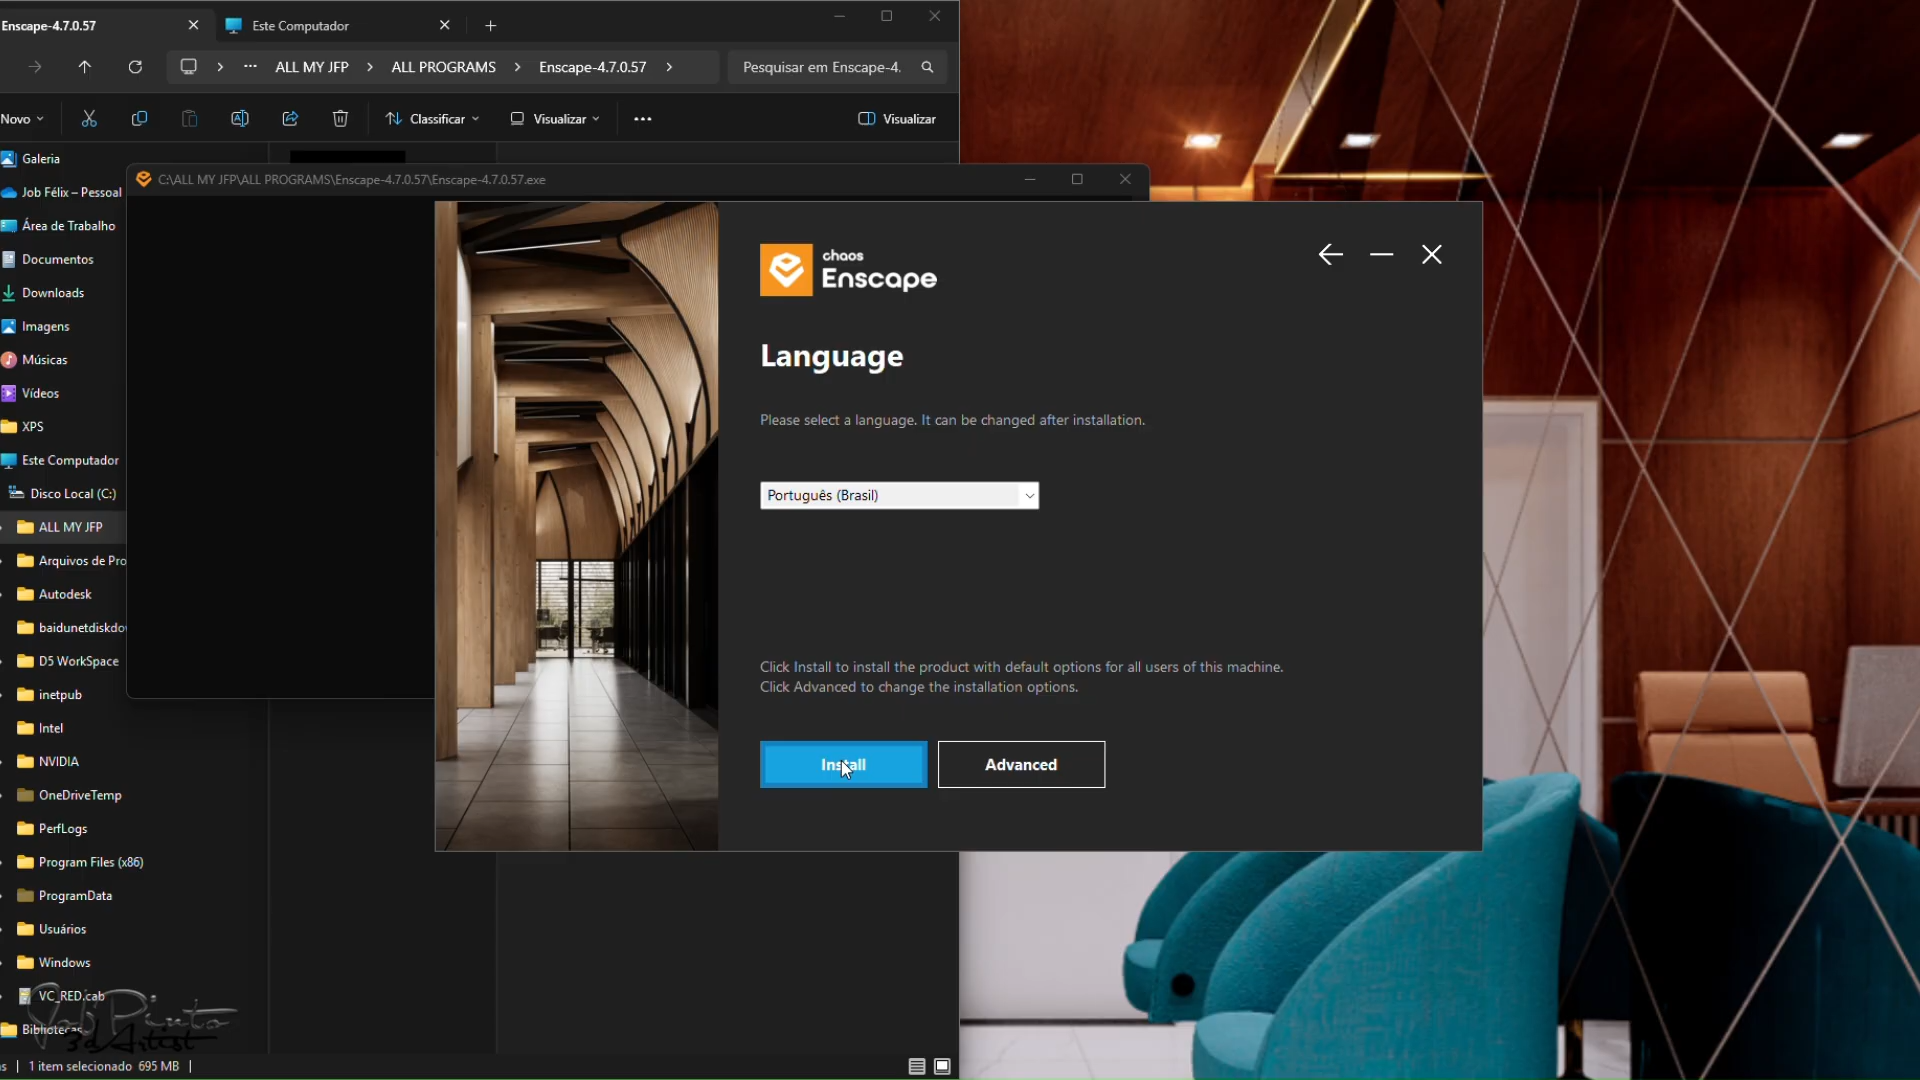 Enscape-4.7.0.57
Este Computador
ALL MY JFP
ALL PROGRAMS
Enscape-4.7.0.57
Pesquisar em Enscape-4.
Novo
Classificar
Visualizar
Visualizar
Galeria
Job Félix – Pessoal
Área de Trabalho
Documentos
Downloads
Imagens
Músicas
Vídeos
XPS
Este Computador
Disco Local (C:)
ALL MY JFP
Arquivos de Pro
Autodesk
baidunetdiskdo
D5 WorkSpace
inetpub
Intel
NVIDIA
OneDriveTemp
PerfLogs
Program Files (x86)
ProgramData
Usuários
Windows
VC_RED.cab
Bibliotecas
1 item selecionado 695 MB
C:\ALL MY JFP\ALL PROGRAMS\Enscape-4.7.0.57\Enscape-4.7.0.57.exe
chaos
Enscape
Language
Please select a language. It can be changed after installation.
Português (Brasil)
Click Install to install the product with default options for all users of this machine.
Click Advanced to change the installation options.
Install
Advanced
3dArtist